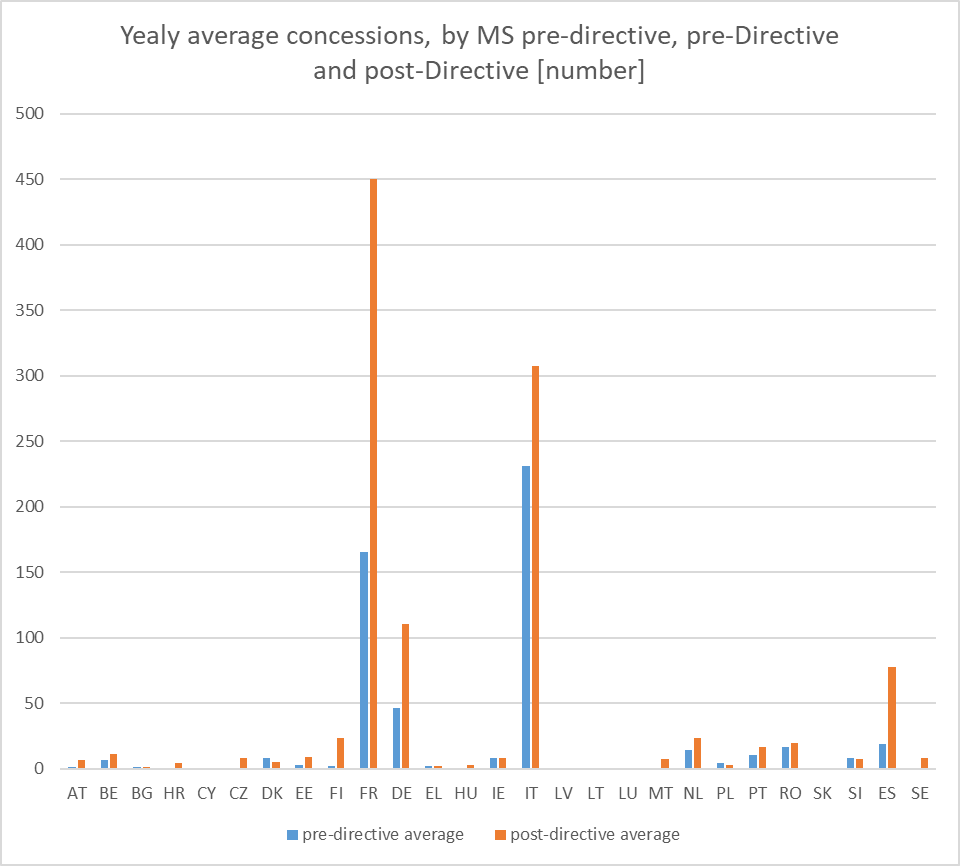 Yealy average concessions, by MS pre-directive, pre-Directive
and post-Directive [number]
500
450
400
350
300
250
200
150
100
50
0
AT BE BG HR CY CZ DK EE FI FR DE EL HU IE IT LV LT LU MT NL PL PT RO SK SI ES SE
pre-directive average post-directive average